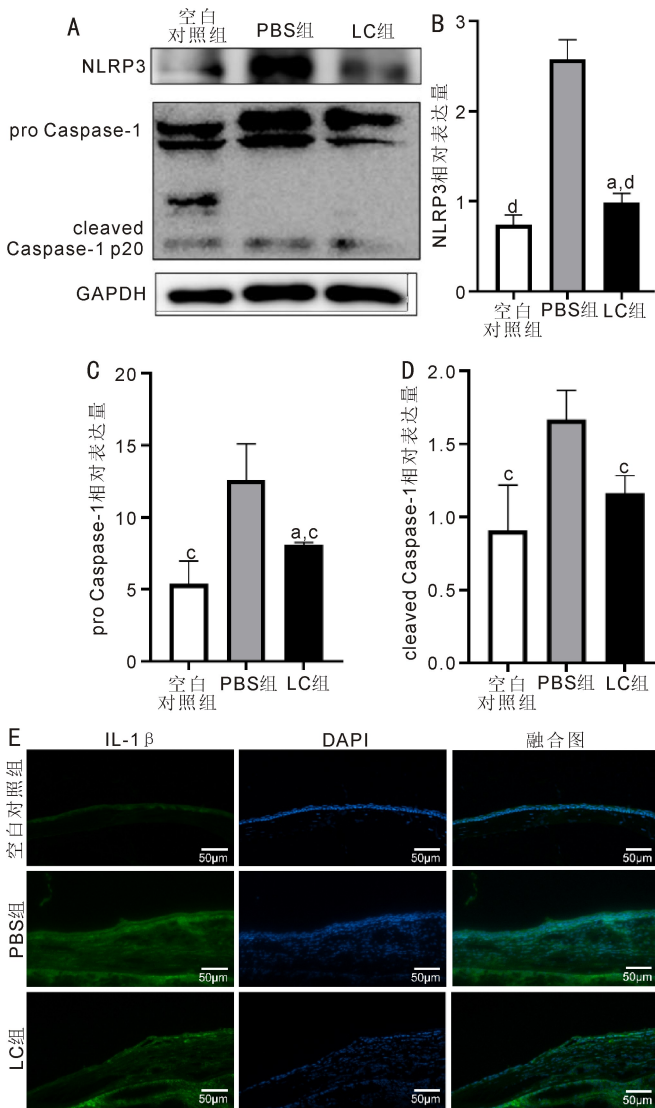 A
空白
对照组
PBS组
LC组
NLRP3
pro Caspase-1
cleaved
Caspase-1 p20
GAPDH
B
NLRP3相对表达量
3
2
1
0
d
a,d
空白
对照组
PBS组
LC组
C
pro Caspase-1相对表达量
20
15
10
5
0
c
a,c
空白
对照组
PBS组
LC组
D
cleaved Caspase-1相对表达量
2.0
1.5
1.0
0.5
0.0
c
c
空白
对照组
PBS组
LC组
E
IL-1β
DAPI
融合图
空白对照组
50μm
50μm
50μm
PBS组
50μm
50μm
50μm
LC组
50μm
50μm
50μm